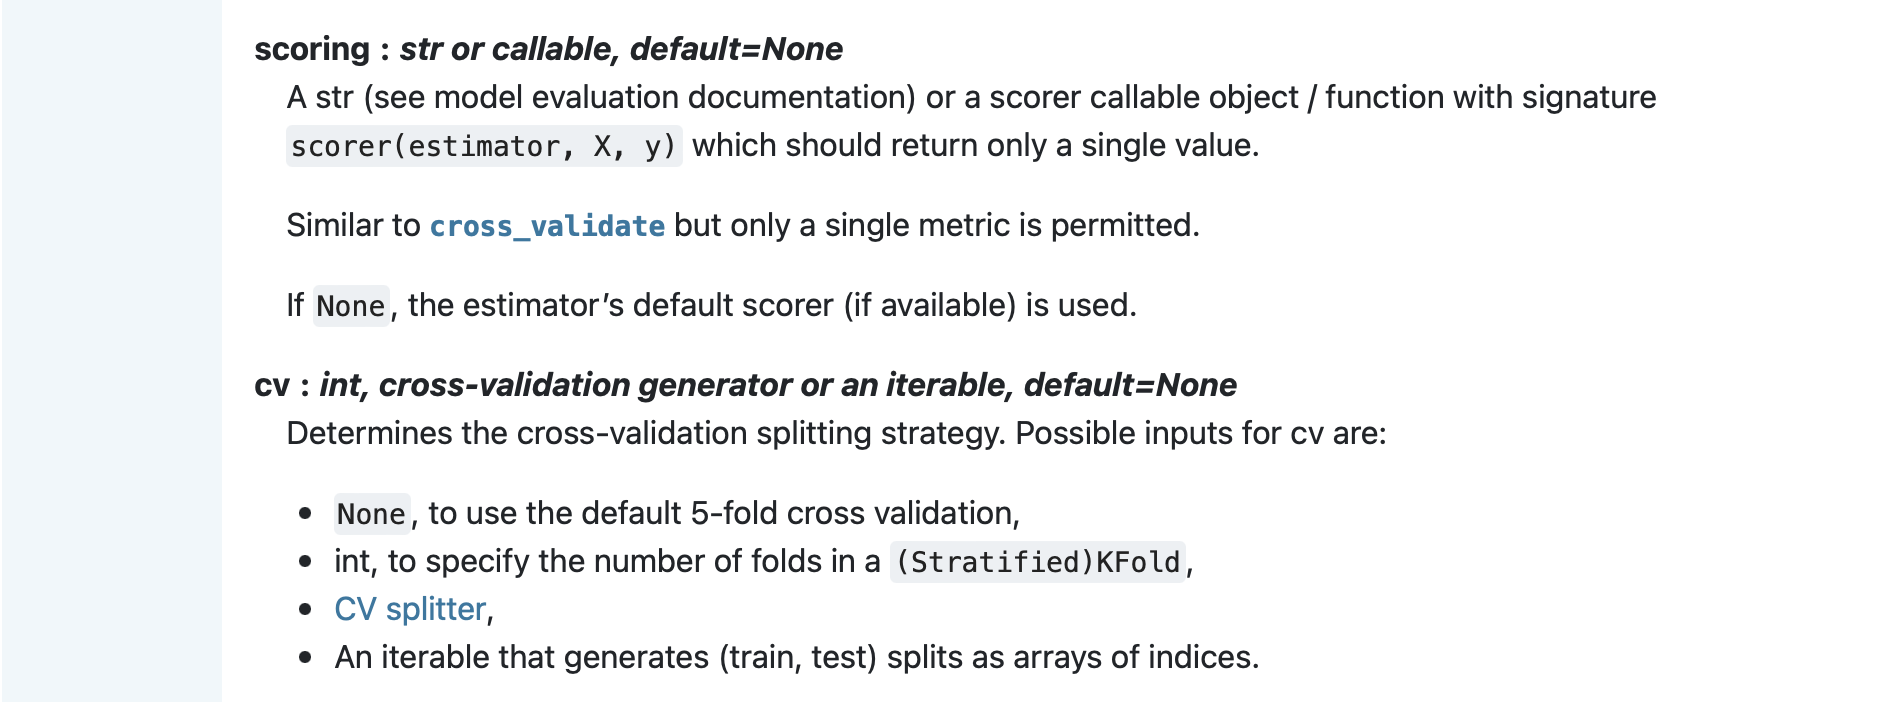 scoring : str or callable, default=None
A str (see model evaluation documentation) or a scorer callable object / function with signature
scorer(estimator, X, y) which should return only a single value.
Similar to cross_validate but only a single metric is permitted.
If None, the estimator’s default scorer (if available) is used.
cv : int, cross-validation generator or an iterable, default=None
Determines the cross-validation splitting strategy. Possible inputs for cv are:
• None, to use the default 5-fold cross validation,
• int, to specify the number of folds in a (Stratified)KFold,
• CV splitter,
• An iterable that generates (train, test) splits as arrays of indices.